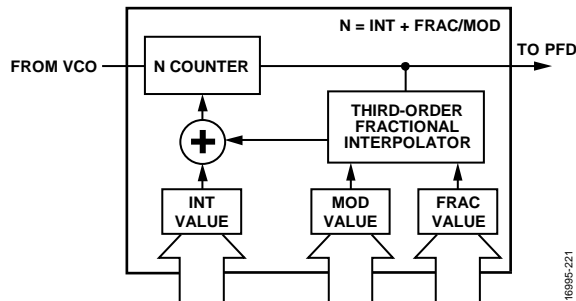 N = INT + FRAC/MOD
FROM VCO
N COUNTER
TO PFD
THIRD-ORDER
FRACTIONAL
INTERPOLATOR
+
INT
VALUE
MOD
VALUE
FRAC
VALUE
16995-221